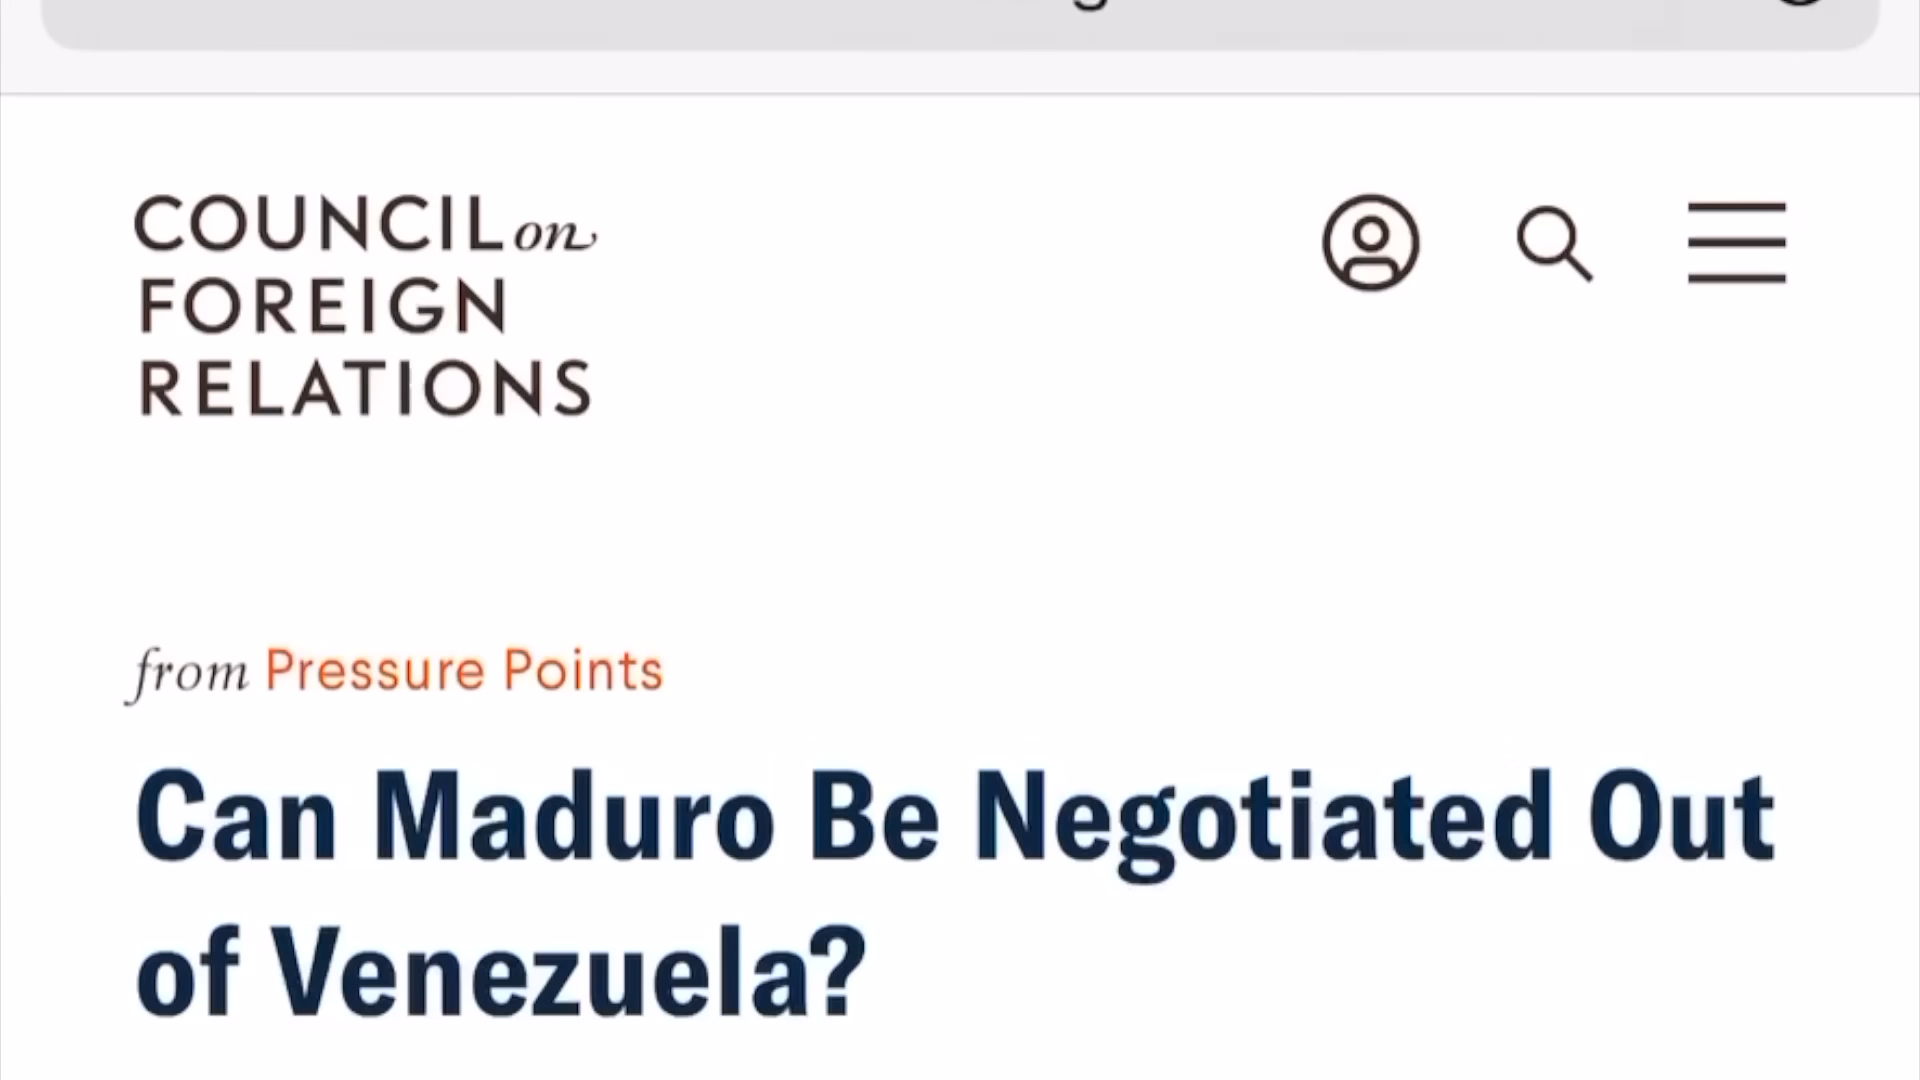 COUNCIL on
FOREIGN
RELATIONS
from Pressure Points
Can Maduro Be Negotiated Out
of Venezuela?